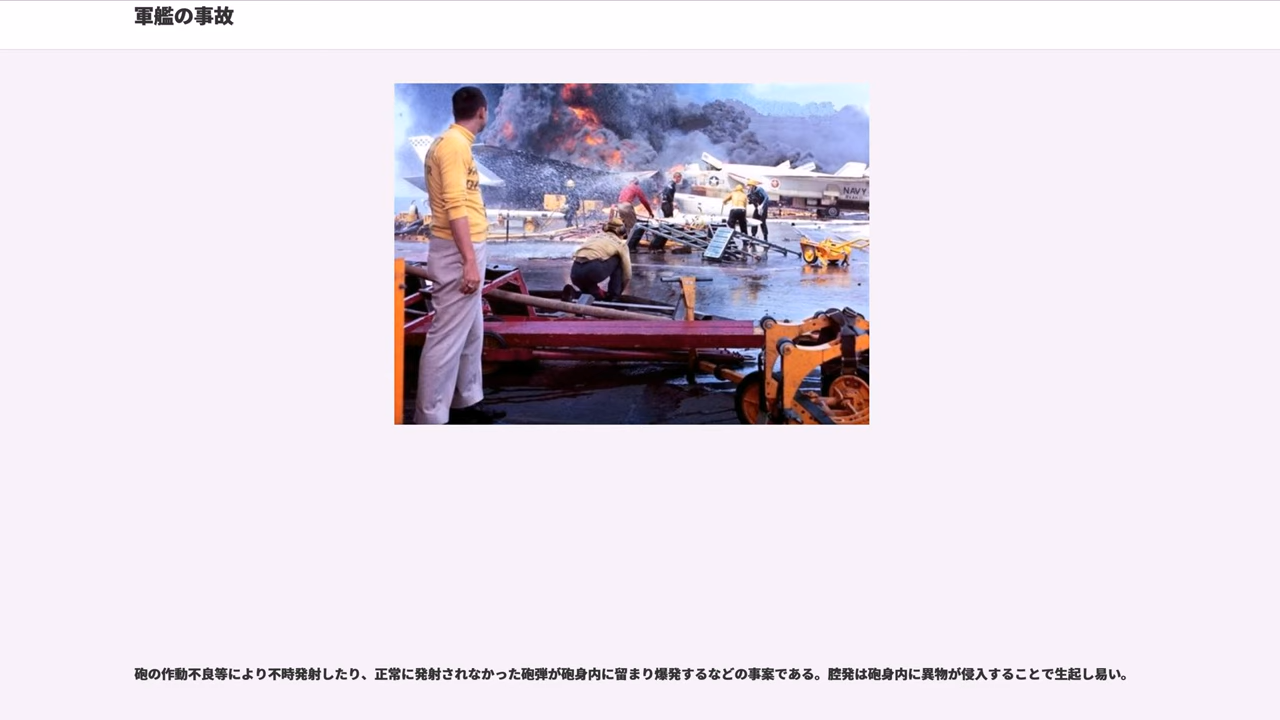 軍艦の事故
NAVY
砲の作動不良等により不時発射したり、正常に発射されなかった砲弾が砲身内に留まり爆発するなどの事案である。腔発は砲身内に異物が侵入することで生起し易い。